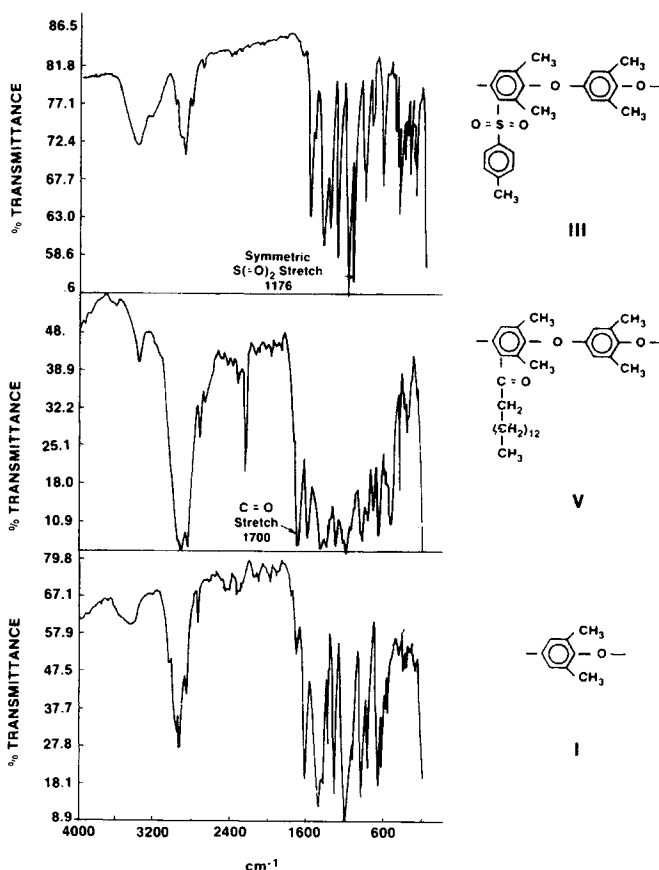 86.5
81.8
77.1
72.4
67.7
63.0
58.6
.6
% TRANSMITTANCE
Symmetric
S(=O)₂ Stretch
1176
CH₃
O
CH₃
O
CH₃
O=S=O
CH₃
CH₃
III
48.
38.9
32.2
25.1
18.0
10.9
% TRANSMITTANCE
C=O
Stretch
1700
CH₃
O
CH₃
O
CH₃
C=O
CH₃
CH₂
(CH₂)₁₂
CH₃
V
79.8
67.1
57.9
47.5
37.7
27.8
18.1
8.9
% TRANSMITTANCE
CH₃
O
CH₃
I
4000 3200 2400 1600 600
cm⁻¹